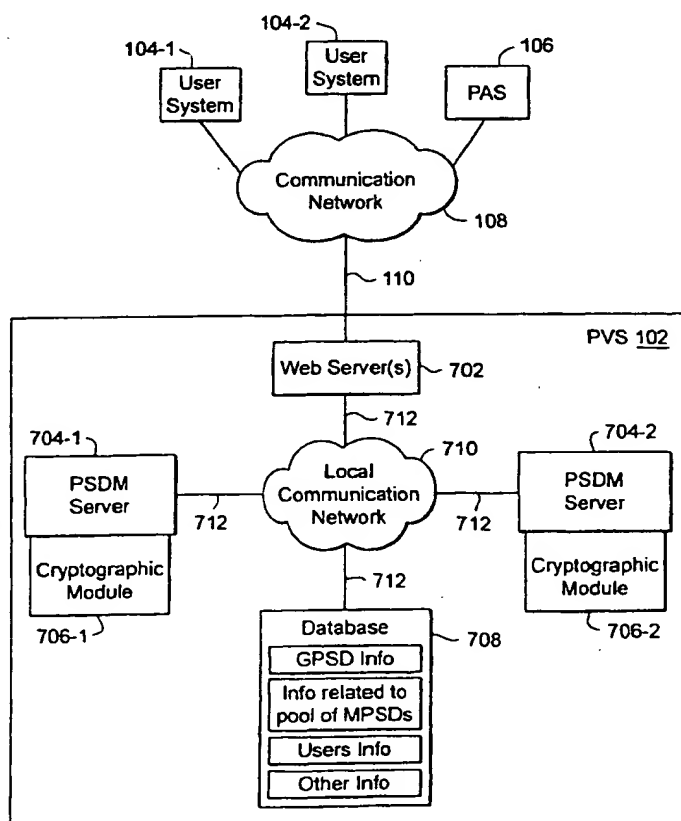 104-1
104-2
106
User
System
User
System
PAS
Communication
Network
108
110
PVS 102
Web Server(s)
702
712
704-1
710
704-2
PSDM
Server
Local
Communication
Network
PSDM
Server
712
712
Cryptographic
Module
712
Cryptographic
Module
706-1
706-2
Database
708
GPSD Info
Info related to
pool of MPSDs
Users Info
Other Info